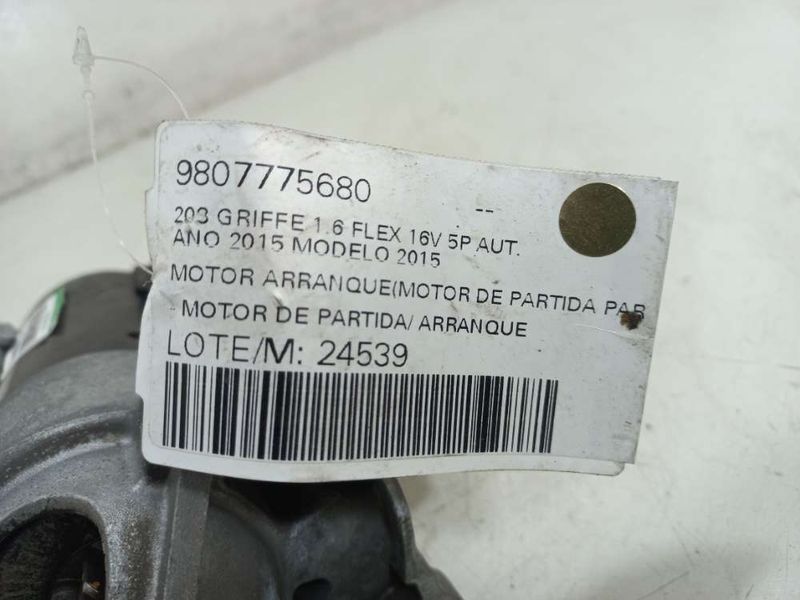 9807775680
--
203 GRIFFE 1.6 FLEX 16V 5P AUT.
ANO 2015 MODELO 2015
MOTOR ARRANQUE(MOTOR DE PARTIDA PAR
- MOTOR DE PARTIDA/ ARRANQUE
LOTE/M: 24539